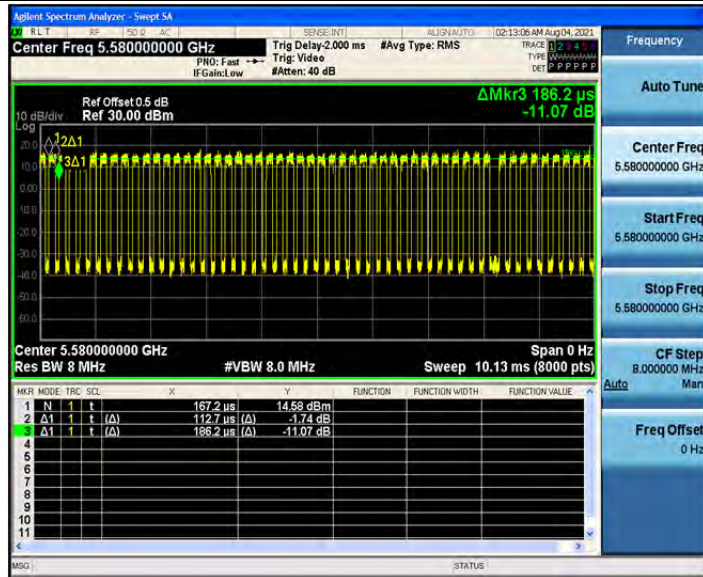 Agilent Spectrum Analyzer - Swept SA
RLT RF 50 Ω AC SENSE:INT ALIGNAUTO 02:13:06 AM Aug 04, 2021
Center Freq 5.580000000 GHz
PNO: Fast
IFGain:Low
Trig Delay-2.000 ms
Trig: Video
#Atten: 40 dB
#Avg Type: RMS
TRACE 1 2 3 4 5 6
TYPE
DET P P P P P P
Frequency
Auto Tune
ΔMkr3 186.2 µs
-11.07 dB
Ref Offset 0.5 dB
10 dB/div Ref 30.00 dBm
Log
20.0
10.0
0.00
-10.0
-20.0
-30.0
-40.0
-50.0
-60.0
1
2Δ1
3Δ1
Center Freq
5.580000000 GHz
Start Freq
5.580000000 GHz
Stop Freq
5.580000000 GHz
CF Step
8.000000 MHz
Auto Man
Freq Offset
0 Hz
Center 5.580000000 GHz Span 0 Hz
Res BW 8 MHz #VBW 8.0 MHz Sweep 10.13 ms (8000 pts)
MKR MODE TRC SCL X Y FUNCTION FUNCTION WIDTH FUNCTION VALUE
1 N 1 t 167.2 µs 14.58 dBm
2 Δ1 1 t (Δ) 112.7 µs (Δ) -1.74 dB
3 Δ1 1 t (Δ) 186.2 µs (Δ) -11.07 dB
4
5
6
7
8
9
10
11
MSG STATUS